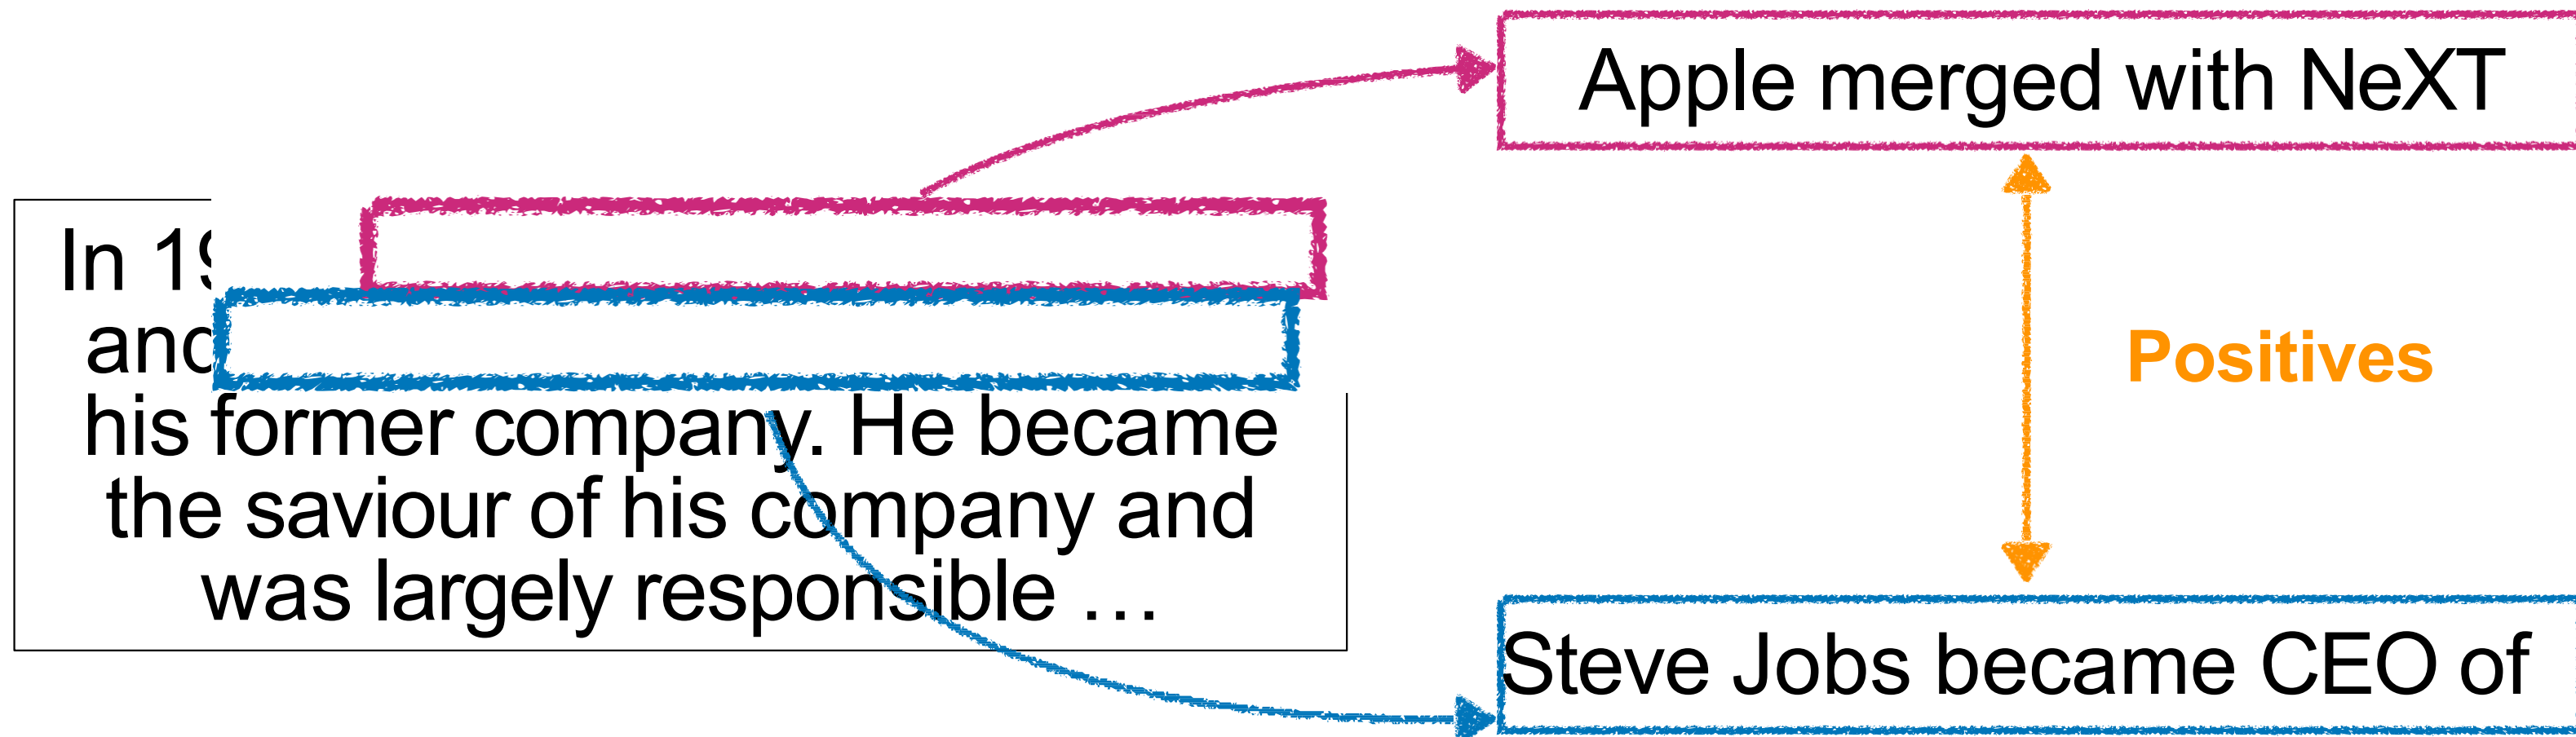 Apple merged with NeXT
In 19
and
his former company. He became
the saviour of his company and
was largely responsible …
Positives
Steve Jobs became CEO of